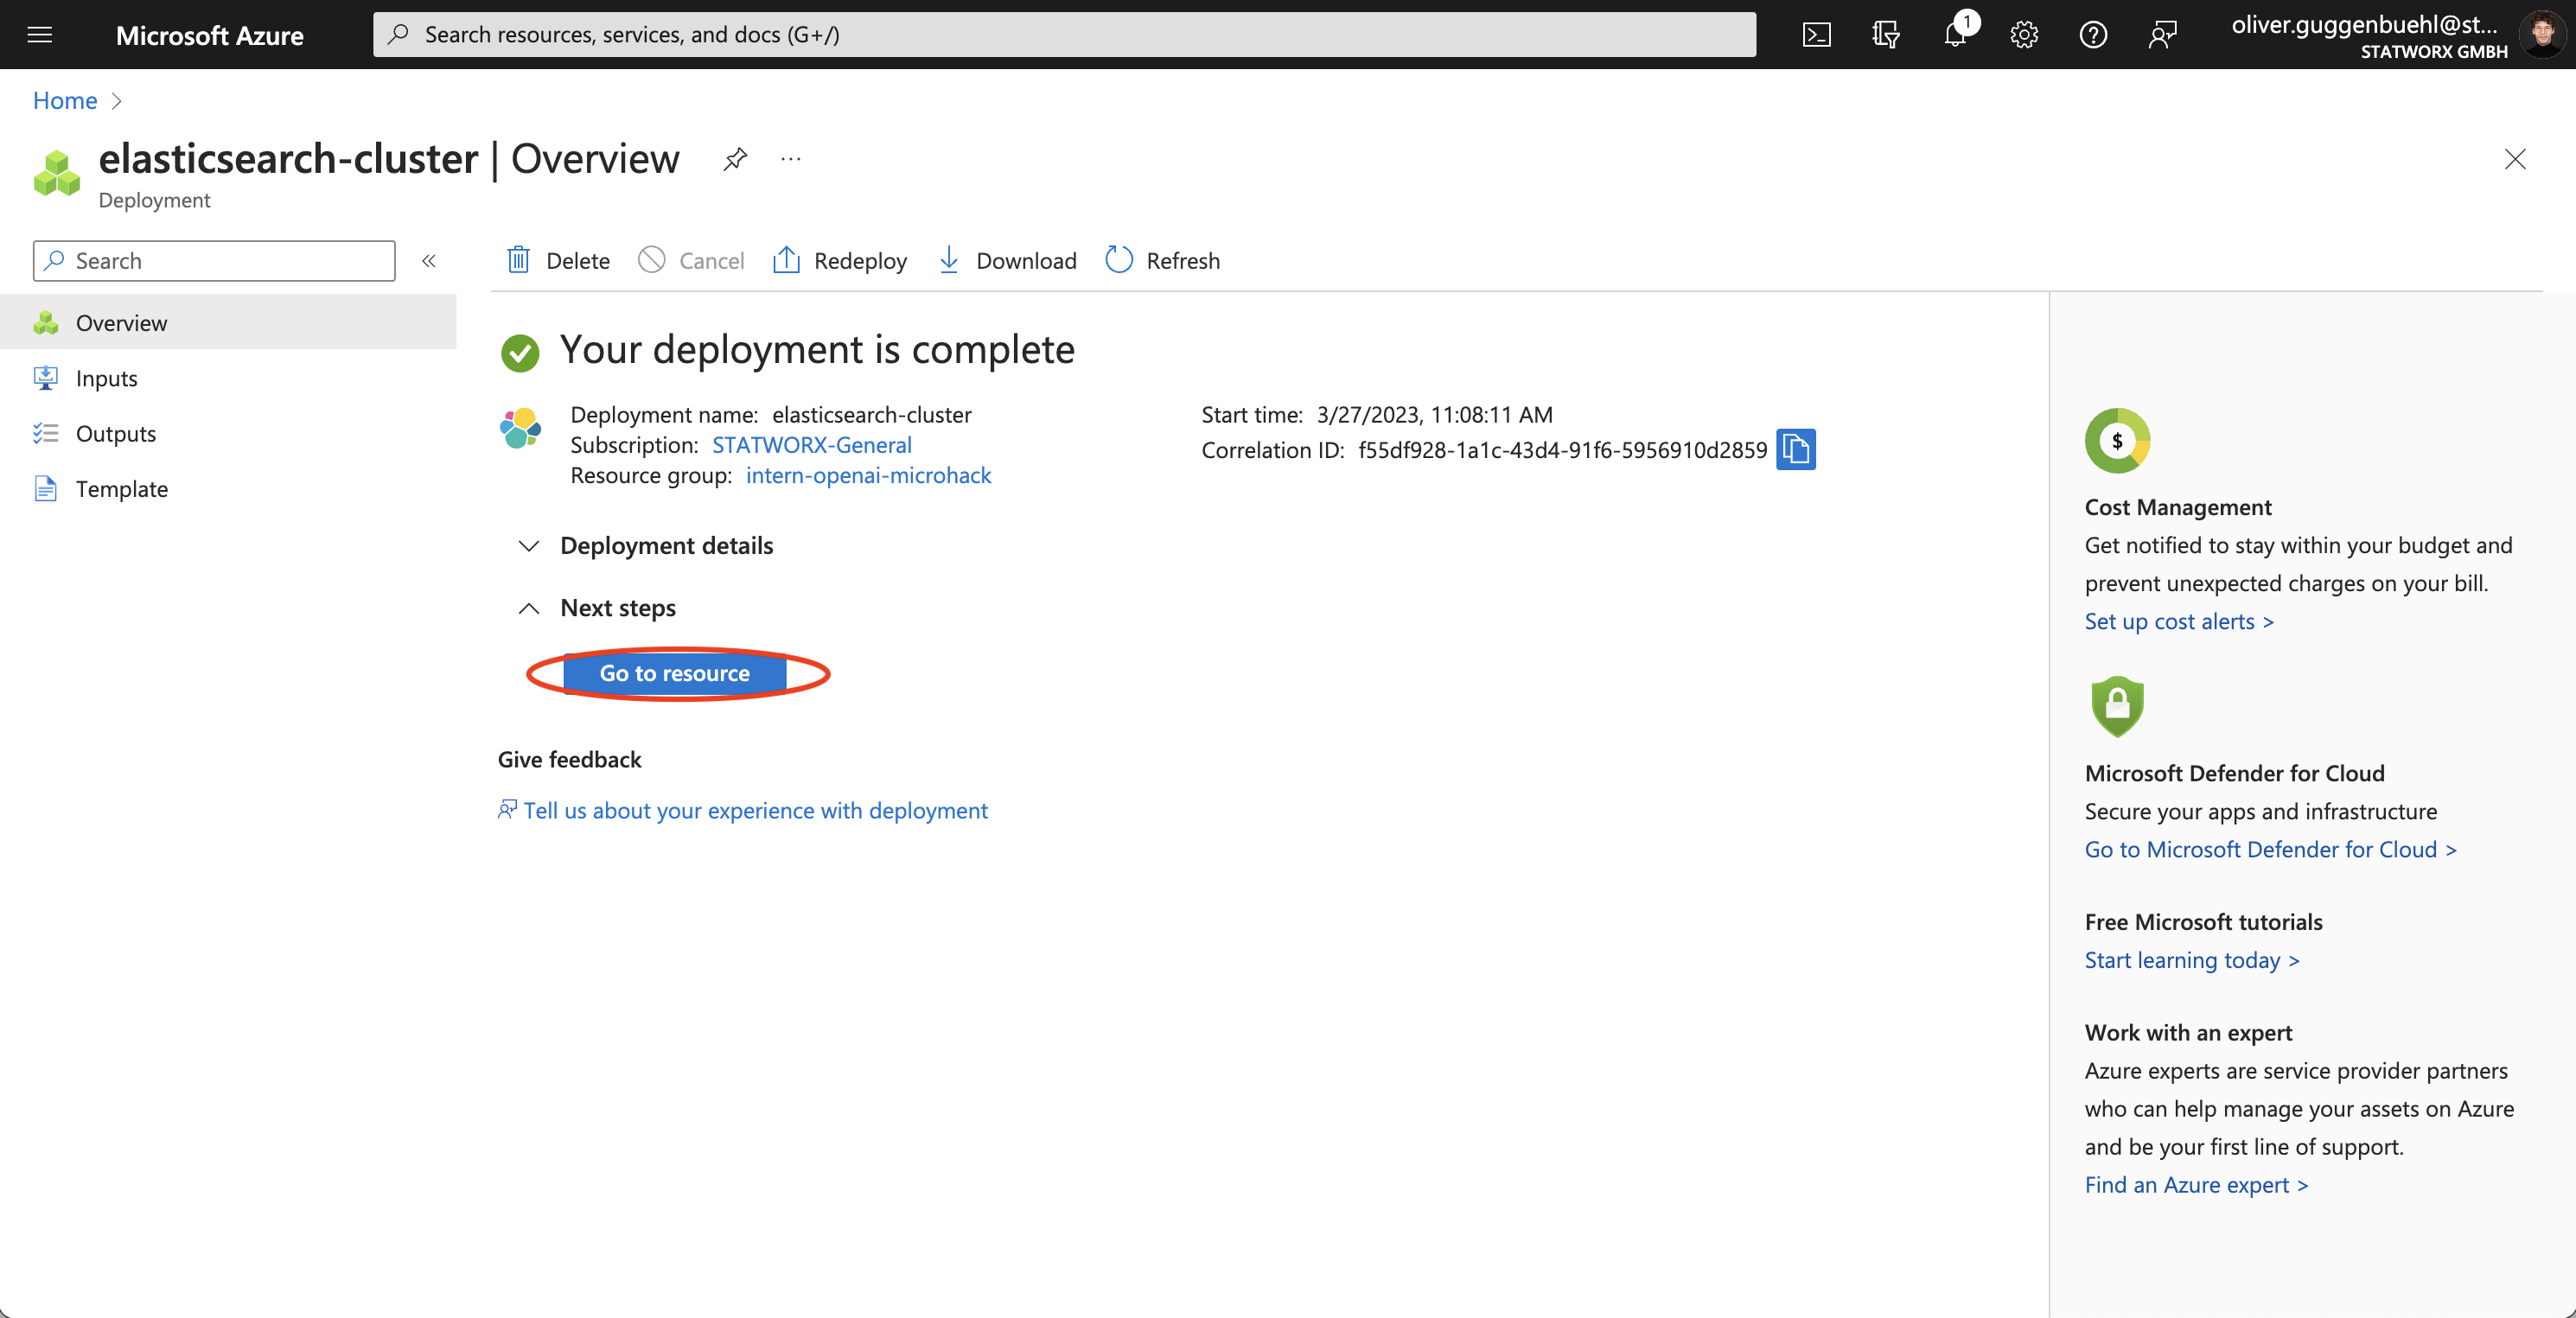 Microsoft Azure
Search resources, services, and docs (G+/)
1
oliver.guggenbuehl@st...
STATWORX GMBH
Home
elasticsearch-cluster | Overview
Deployment
Search
Delete
Cancel
Redeploy
Download
Refresh
Overview
Inputs
Outputs
Template
Your deployment is complete
Deployment name: elasticsearch-cluster
Subscription: STATWORX-General
Resource group: intern-openai-microhack
Start time: 3/27/2023, 11:08:11 AM
Correlation ID: f55df928-1a1c-43d4-91f6-5956910d2859
Deployment details
Next steps
Go to resource
Give feedback
Tell us about your experience with deployment
$
Cost Management
Get notified to stay within your budget and
prevent unexpected charges on your bill.
Set up cost alerts >
Microsoft Defender for Cloud
Secure your apps and infrastructure
Go to Microsoft Defender for Cloud >
Free Microsoft tutorials
Start learning today >
Work with an expert
Azure experts are service provider partners
who can help manage your assets on Azure
and be your first line of support.
Find an Azure expert >